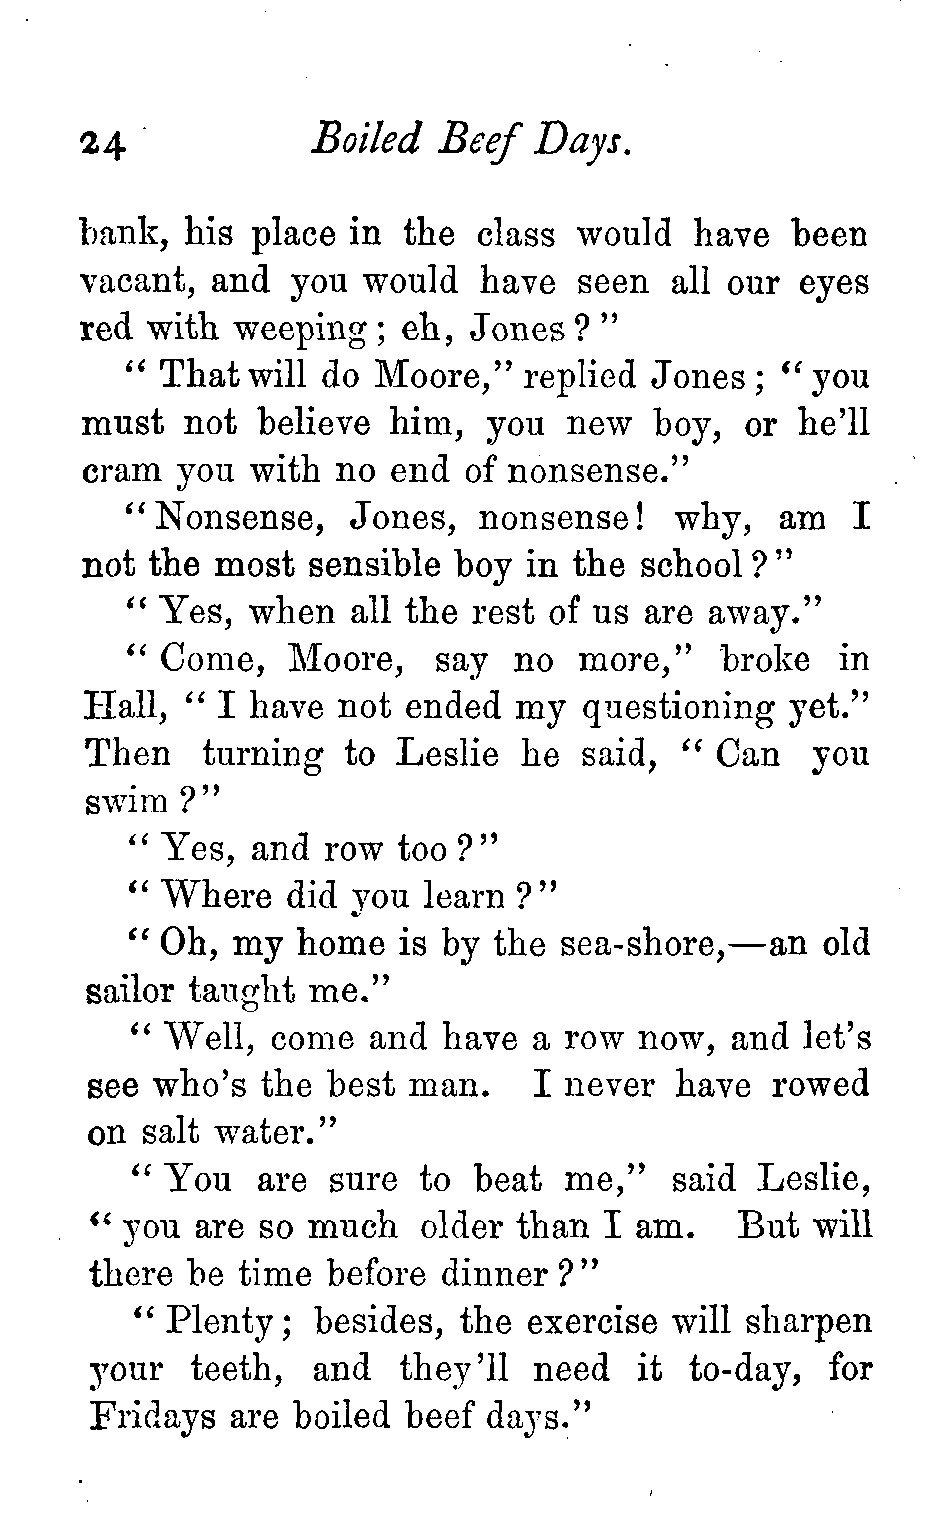 24 Boiled Beef Days.
bank, his place in the class would have been
vacant, and you would have seen all our eyes
red with weeping; eh, Jones?"
"That will do Moore," replied Jones; "you
must not believe him, you new boy, or he'll
cram you with no end of nonsense."
"Nonsense, Jones, nonsense! why, am I
not the most sensible boy in the school?"
"Yes, when all the rest of us are away."
"Come, Moore, say no more," broke in
Hall, "I have not ended my questioning yet."
Then turning to Leslie he said, "Can you
swim?"
"Yes, and row too?"
"Where did you learn?"
"Oh, my home is by the sea-shore,—an old
sailor taught me."
"Well, come and have a row now, and let's
see who's the best man. I never have rowed
on salt water."
"You are sure to beat me," said Leslie,
"you are so much older than I am. But will
there be time before dinner?"
"Plenty; besides, the exercise will sharpen
your teeth, and they'll need it to-day, for
Fridays are boiled beef days."